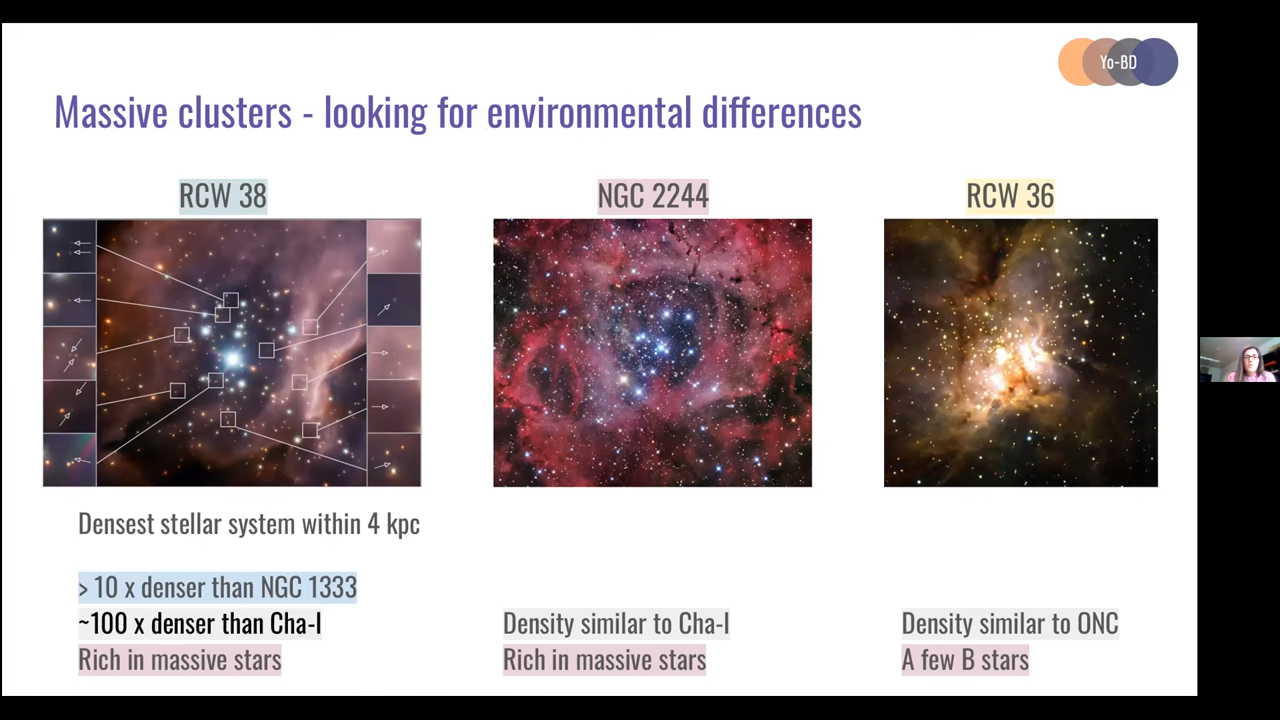 Yo-BD
Massive clusters - looking for environmental differences
RCW 38
NGC 2244
RCW 36
Densest stellar system within 4 kpc
> 10 x denser than NGC 1333
~100 x denser than Cha-I
Rich in massive stars
Density similar to Cha-I
Rich in massive stars
Density similar to ONC
A few B stars